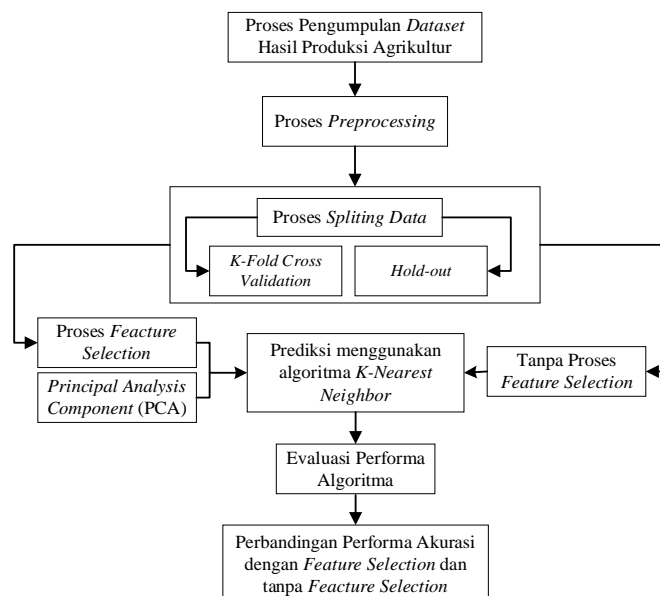 Proses Pengumpulan Dataset
Hasil Produksi Agrikultur
Proses Preprocessing
Proses Spliting Data
K-Fold Cross
Validation
Hold-out
Proses Feacture
Selection
Principal Analysis
Component (PCA)
Prediksi menggunakan
algoritma K-Nearest
Neighbor
Tanpa Proses
Feature Selection
Evaluasi Performa
Algoritma
Perbandingan Performa Akurasi
dengan Feature Selection dan
tanpa Feacture Selection